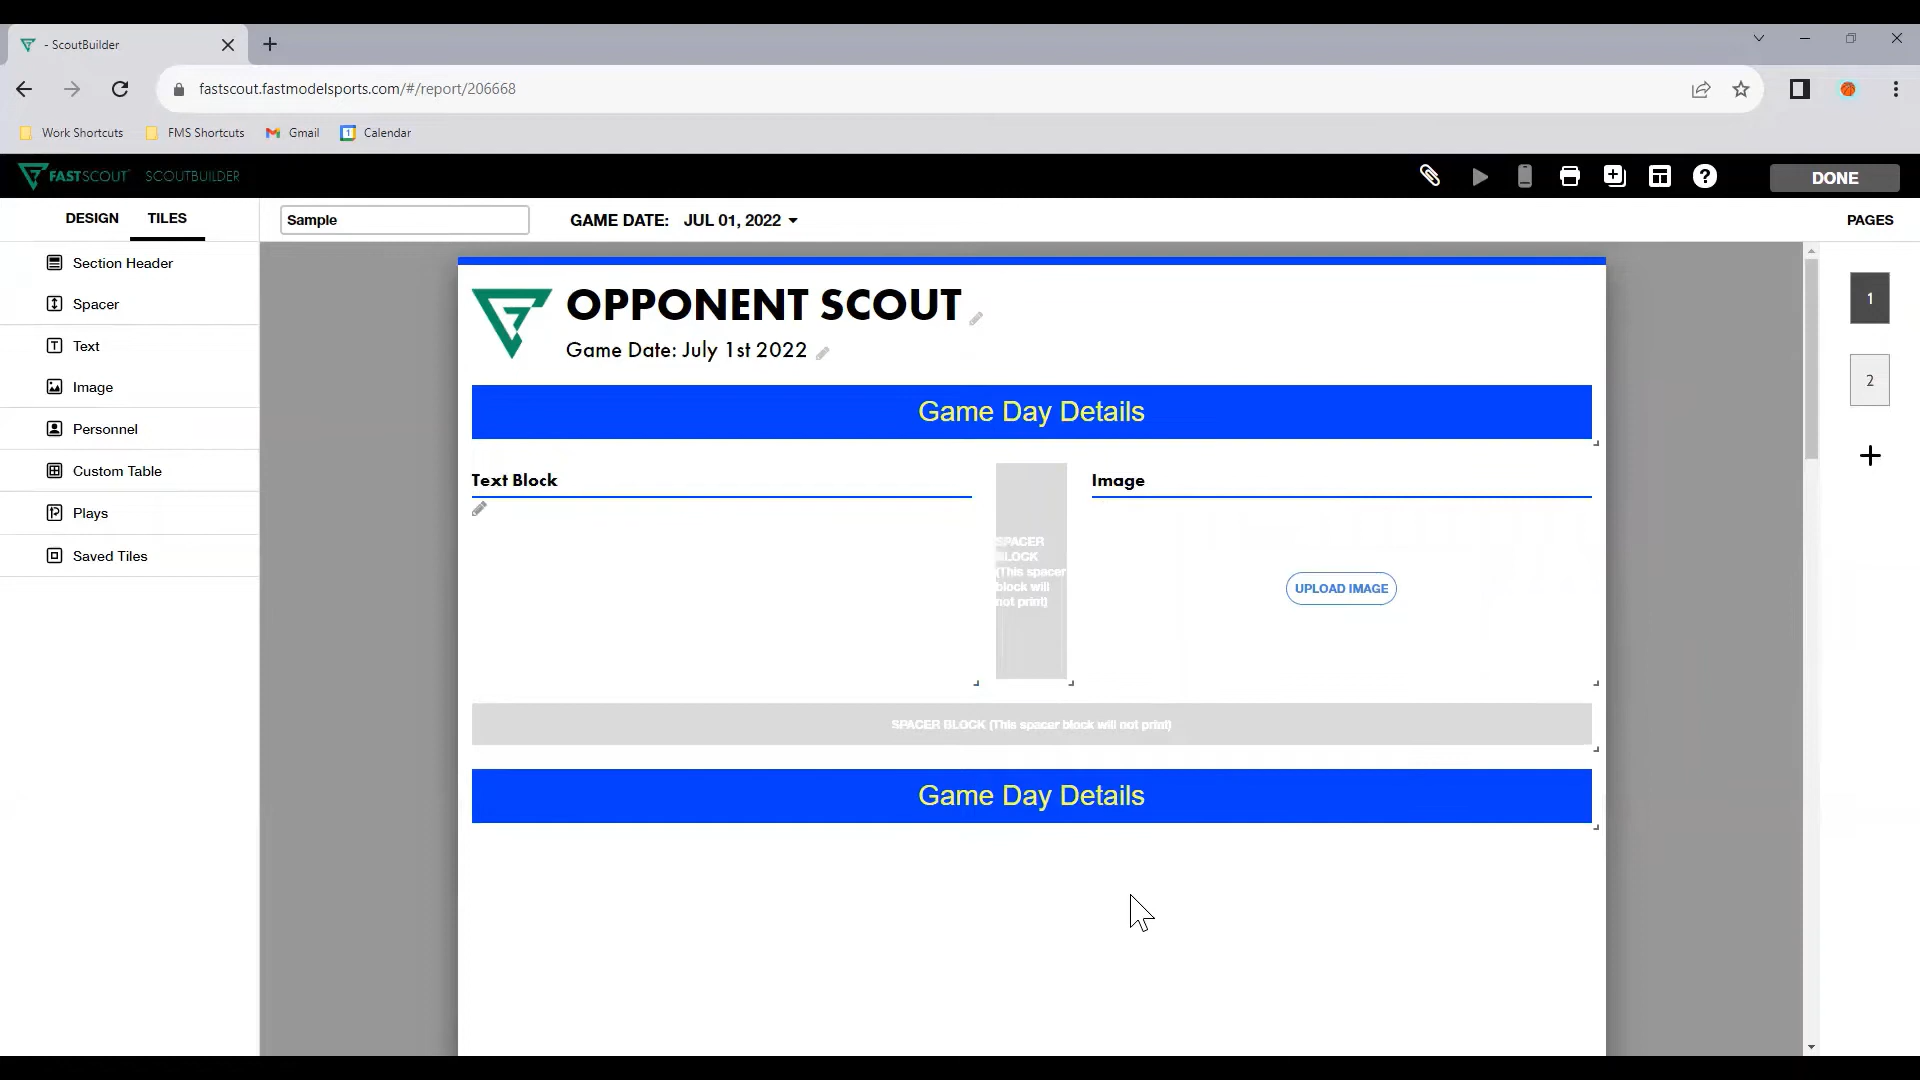 - ScoutBuilder
fastscout.fastmodelsports.com/#/report/206668
Work Shortcuts
FMS Shortcuts
Gmail
1
Calendar
FASTSCOUT
SCOUTBUILDER
?
DONE
DESIGN
TILES
Sample
GAME DATE:
JUL 01, 2022
PAGES
Section Header
Spacer
Text
Image
Personnel
Custom Table
Plays
Saved Tiles
OPPONENT SCOUT
Game Date: July 1st 2022
Game Day Details
Text Block
SPACER
BLOCK
(This spacer
block will
not print)
Image
UPLOAD IMAGE
SPACER BLOCK (This spacer block will not print)
Game Day Details
1
2